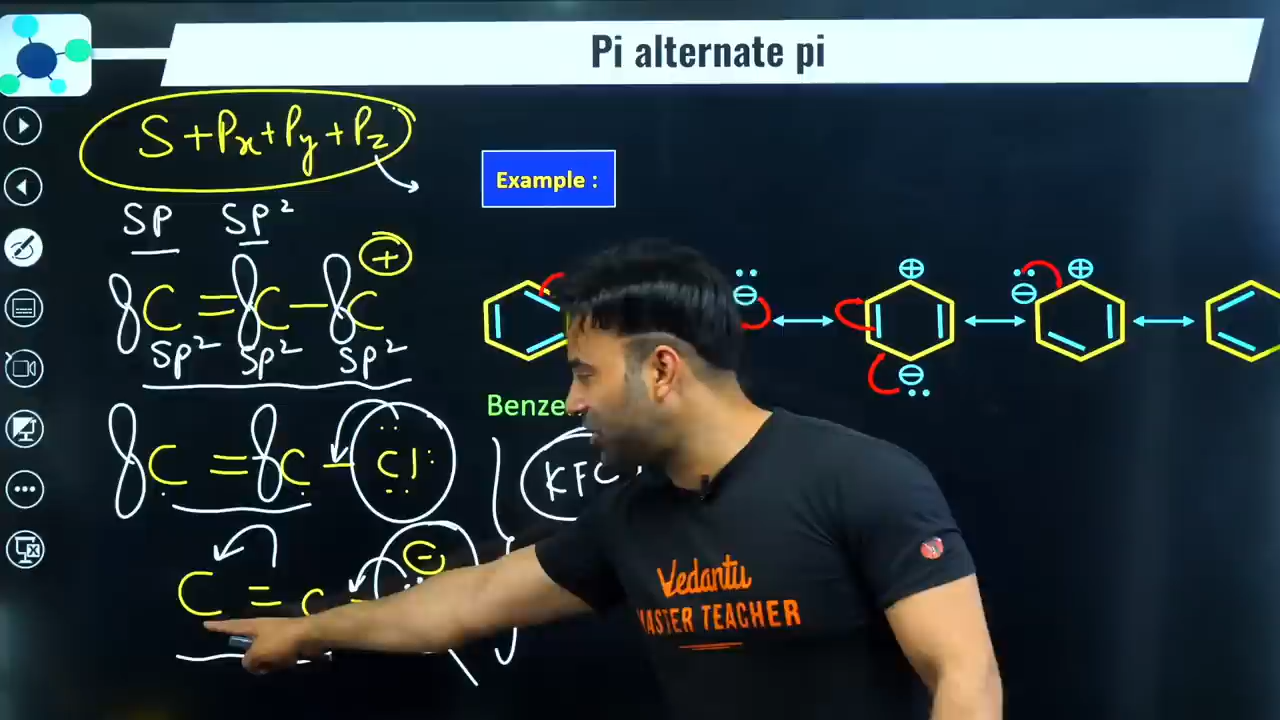 Pi alternate pi
S+Px+Py+Pz
Example :
SP SP²
C=C-C ⊕
SP² SP² SP²
C=C-Cl
Benze
KFC
C=C- ⊖
Vedantu
MASTER TEACHER